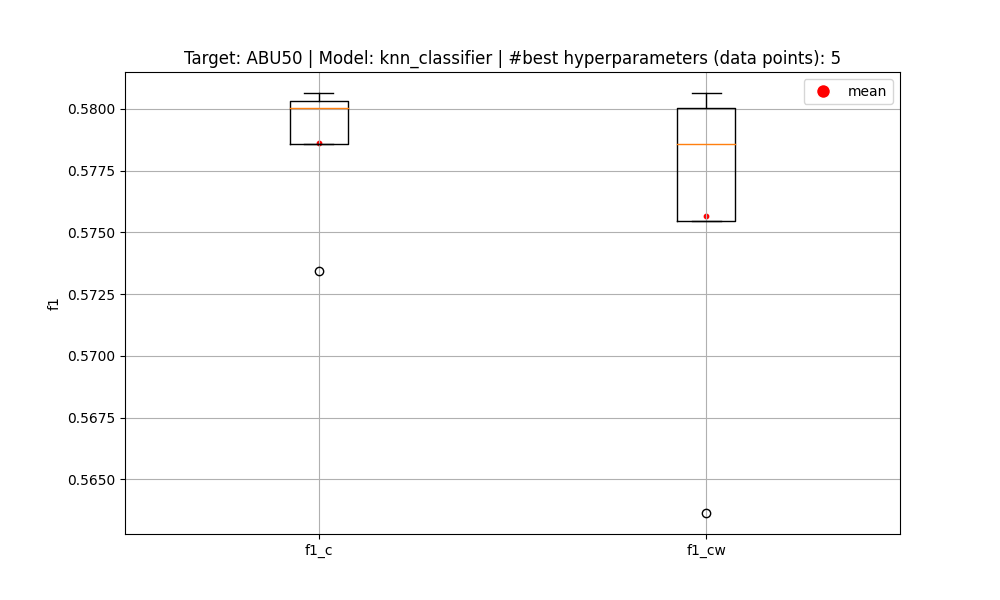 Target: ABU50 | Model: knn_classifier | #best hyperparameters (data points): 5
mean
0.5800
0.5775
0.5750
0.5725
0.5700
0.5675
0.5650
f1
f1_c
f1_cw